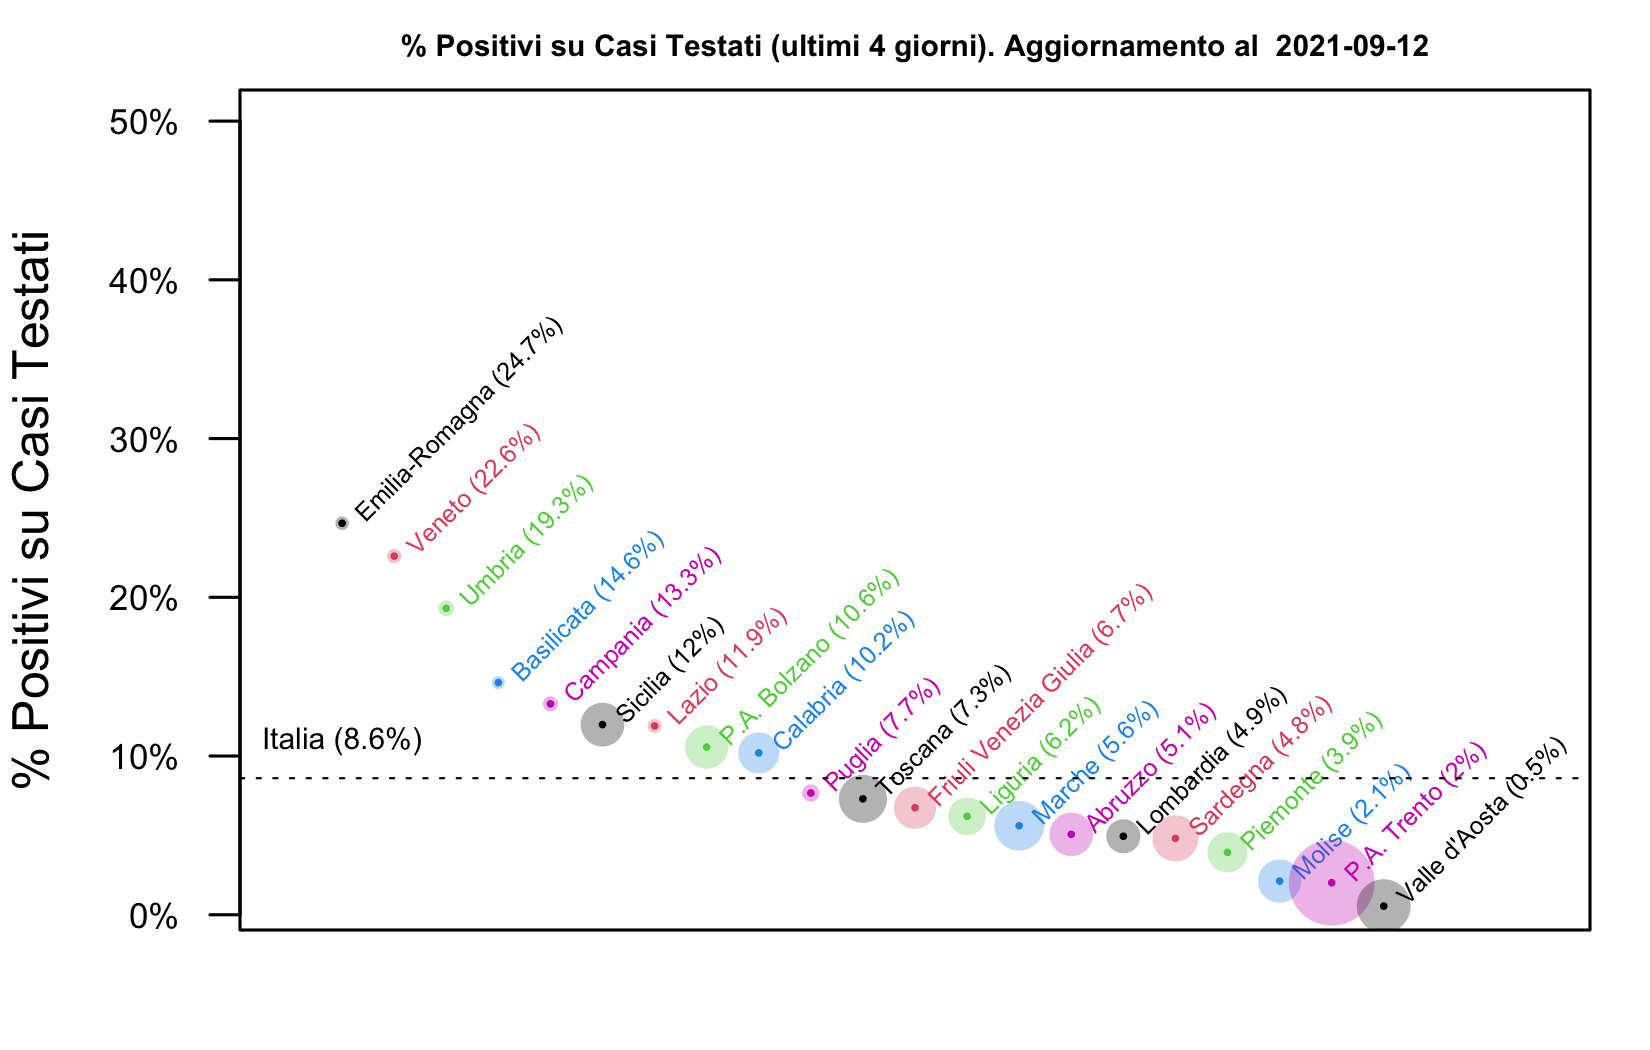 % Positivi su Casi Testati (ultimi 4 giorni). Aggiornamento al  2021-09-12
% Positivi su Casi Testati
50%
40%
30%
20%
10%
0%
Emilia-Romagna (24.7%)
Veneto (22.6%)
Umbria (19.3%)
Basilicata (14.6%)
Campania (13.3%)
Sicilia (12%)
Lazio (11.9%)
P.A. Bolzano (10.6%)
Calabria (10.2%)
Italia (8.6%)
Puglia (7.7%)
Toscana (7.3%)
Friuli Venezia Giulia (6.7%)
Liguria (6.2%)
Marche (5.6%)
Abruzzo (5.1%)
Lombardia (4.9%)
Sardegna (4.8%)
Piemonte (3.9%)
Molise (2.1%)
P.A. Trento (2%)
Valle d'Aosta (0.5%)